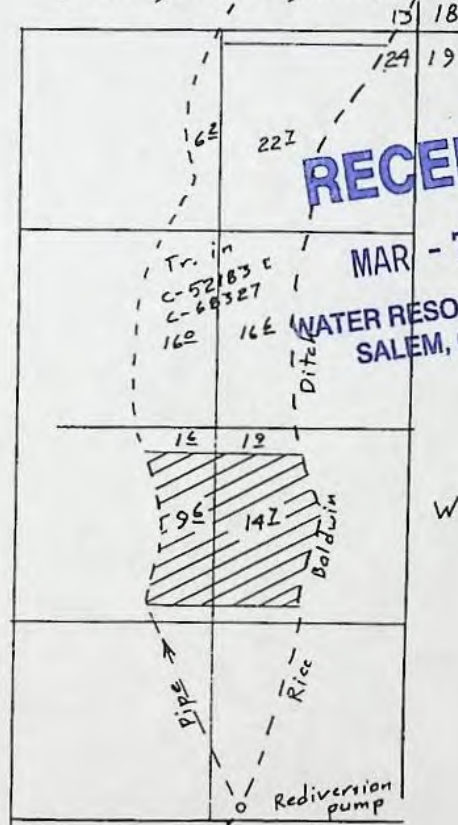 13 18
24 19
6 2
22 7
RECE
MAR - 7
Tr. in
C-52183 &
C-68327
16 0
16 6
WATER RESO
SALEM,
Ditch
1 6
1 9
9 6
14 7
Baldwin
W
Pipe
Rice
Rediversion
pump